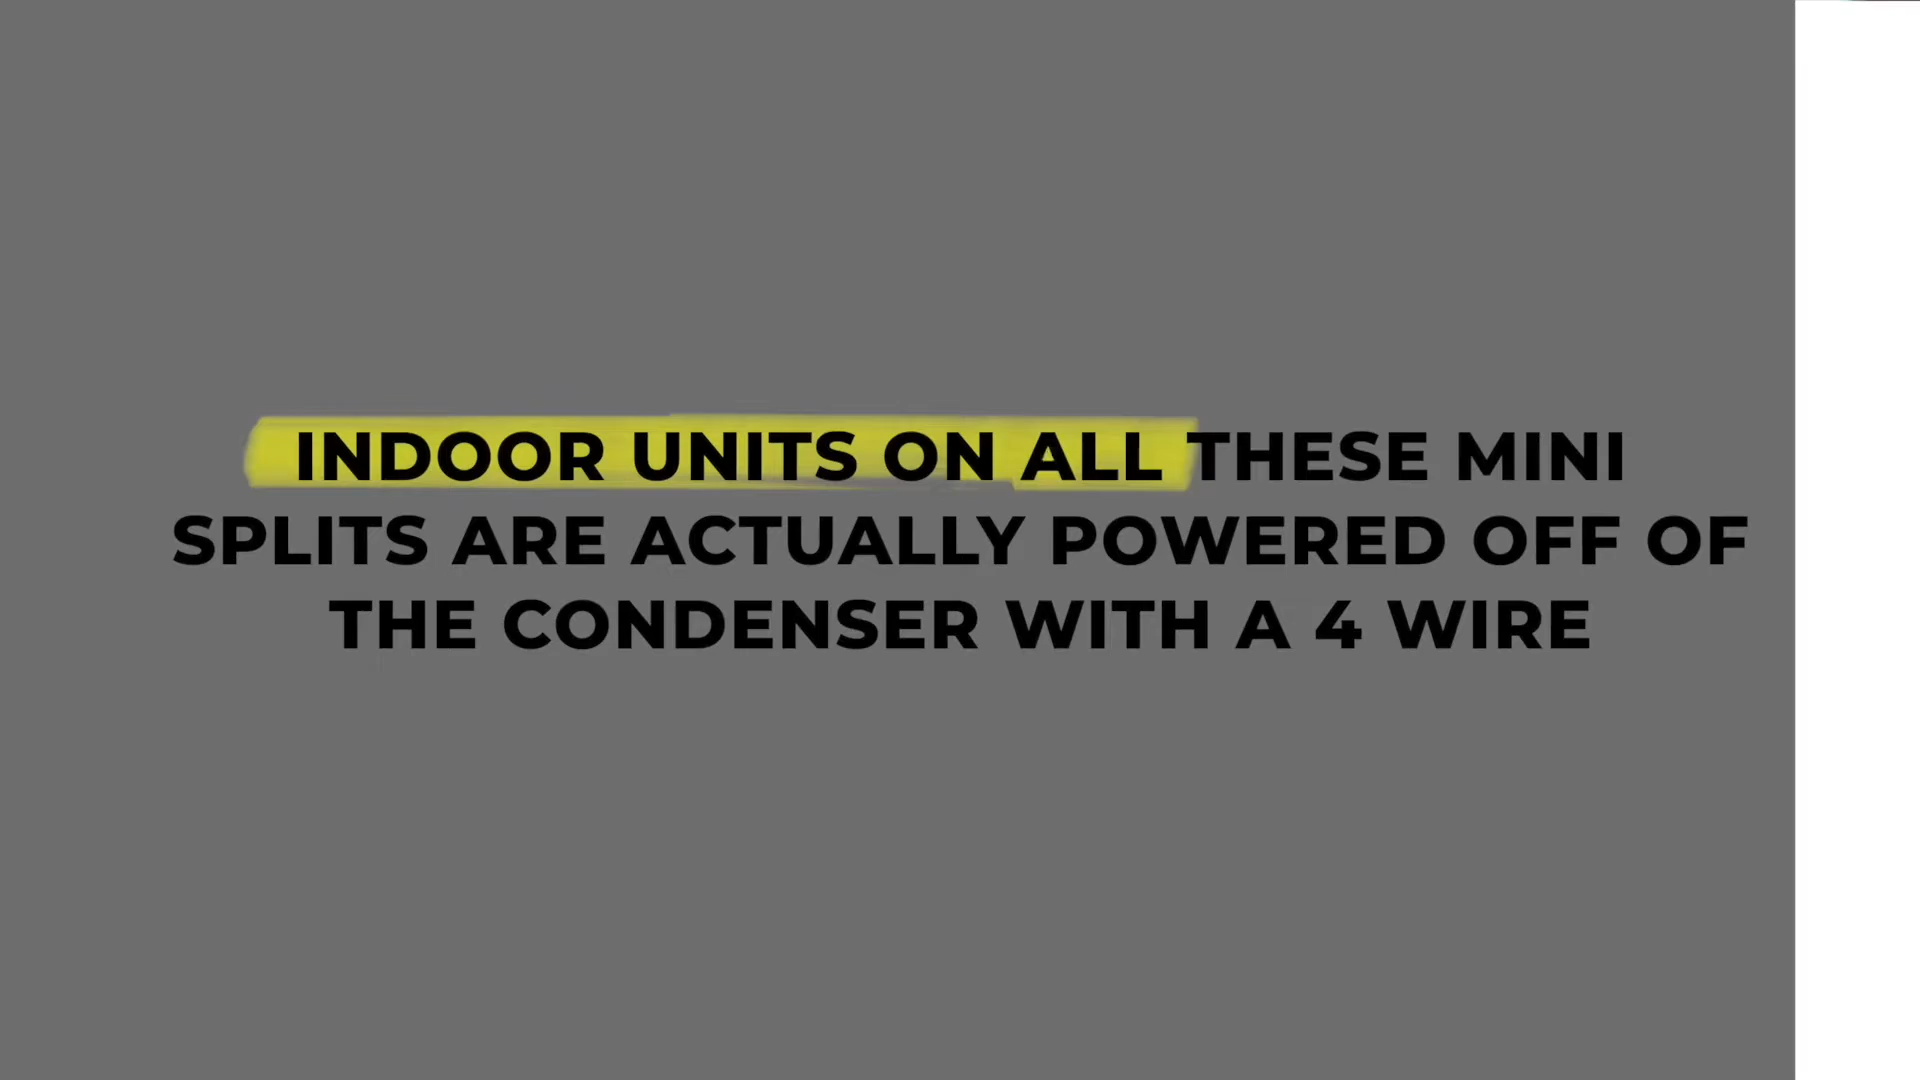 INDOOR UNITS ON ALL THESE MINI
SPLITS ARE ACTUALLY POWERED OFF OF
THE CONDENSER WITH A 4 WIRE